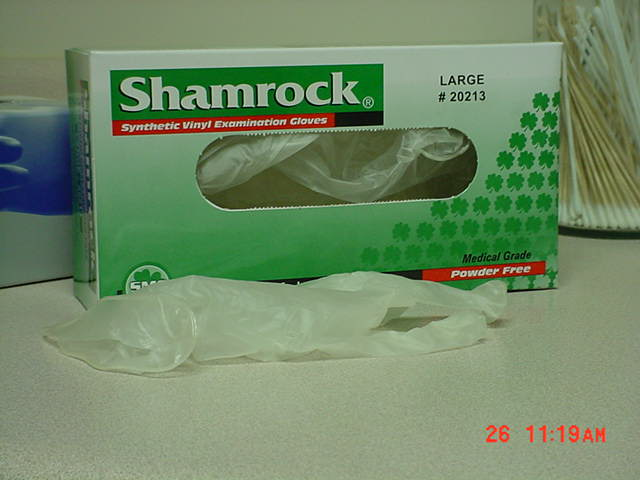 Shamrock®
Synthetic Vinyl Examination Gloves
LARGE
# 20213
Medical Grade
Powder Free
26 11:19AM